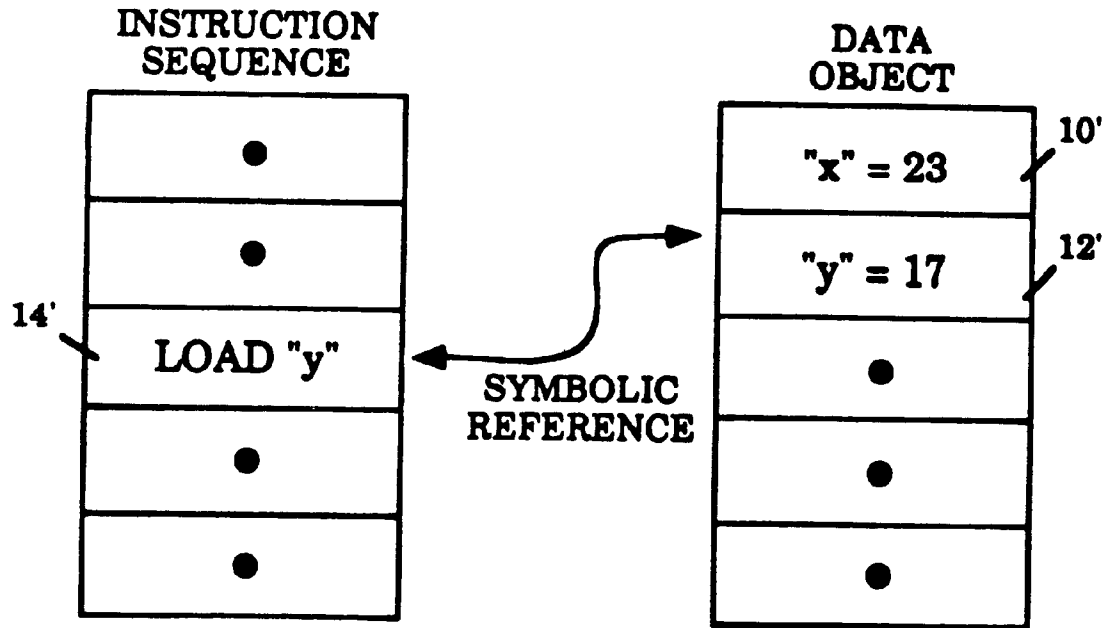 INSTRUCTION
SEQUENCE
14'
LOAD "y"
SYMBOLIC
REFERENCE
DATA
OBJECT
"x" = 23
10'
"y" = 17
12'